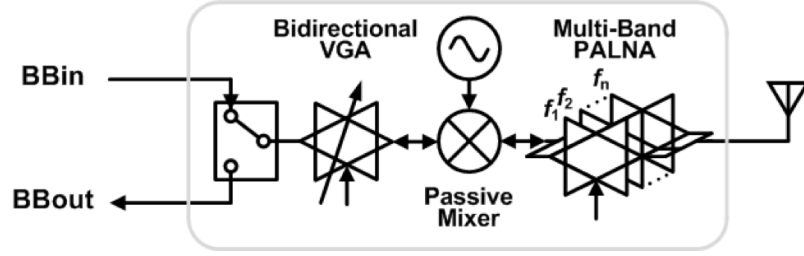 Bidirectional
VGA
Multi-Band
PALNA
BBin
f1
f2
fn
BBout
Passive
Mixer